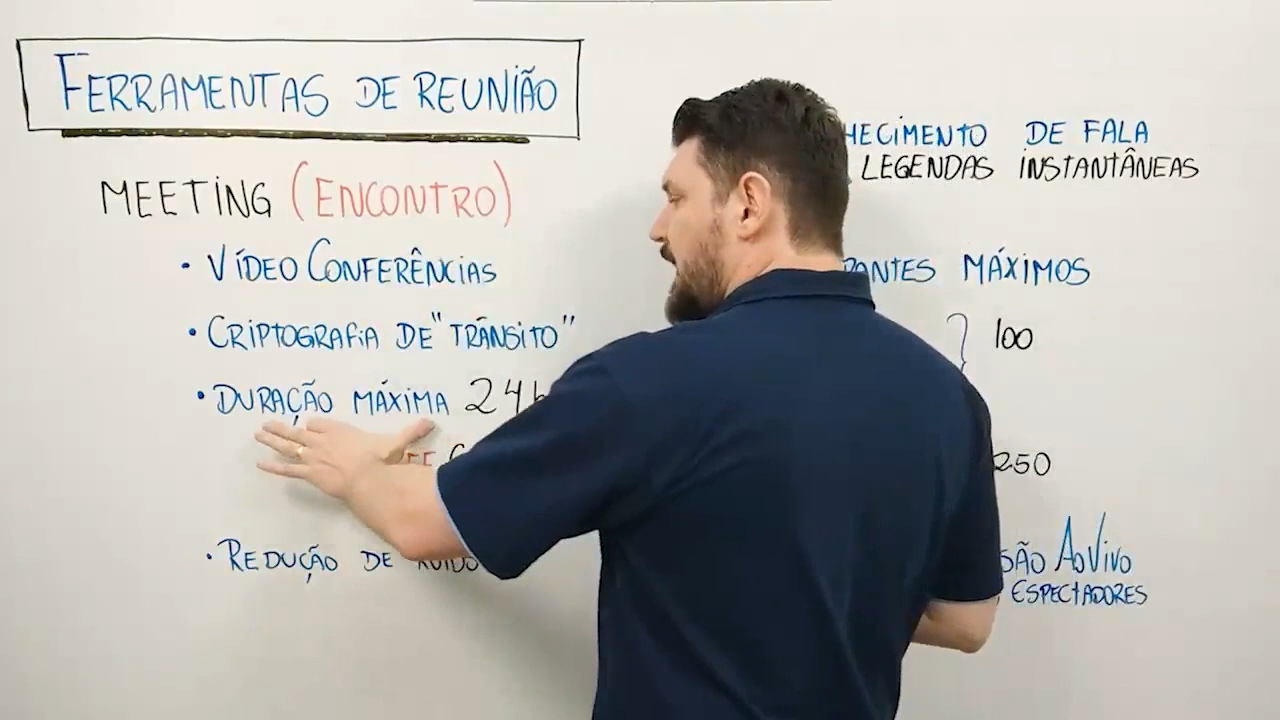 FERRAMENTAS DE REUNIÃO
MEETING (ENCONTRO)
• VÍDEO CONFERÊNCIAS
• CRIPTOGRAFIA DE "TRÂNSITO"
• DURAÇÃO MÁXIMA 24h
• REDUÇÃO DE RUÍDO
HECIMENTO DE FALA
LEGENDAS INSTANTÂNEAS
PANTES MÁXIMOS
} 100
250
SÃO AO VIVO
ESPECTADORES